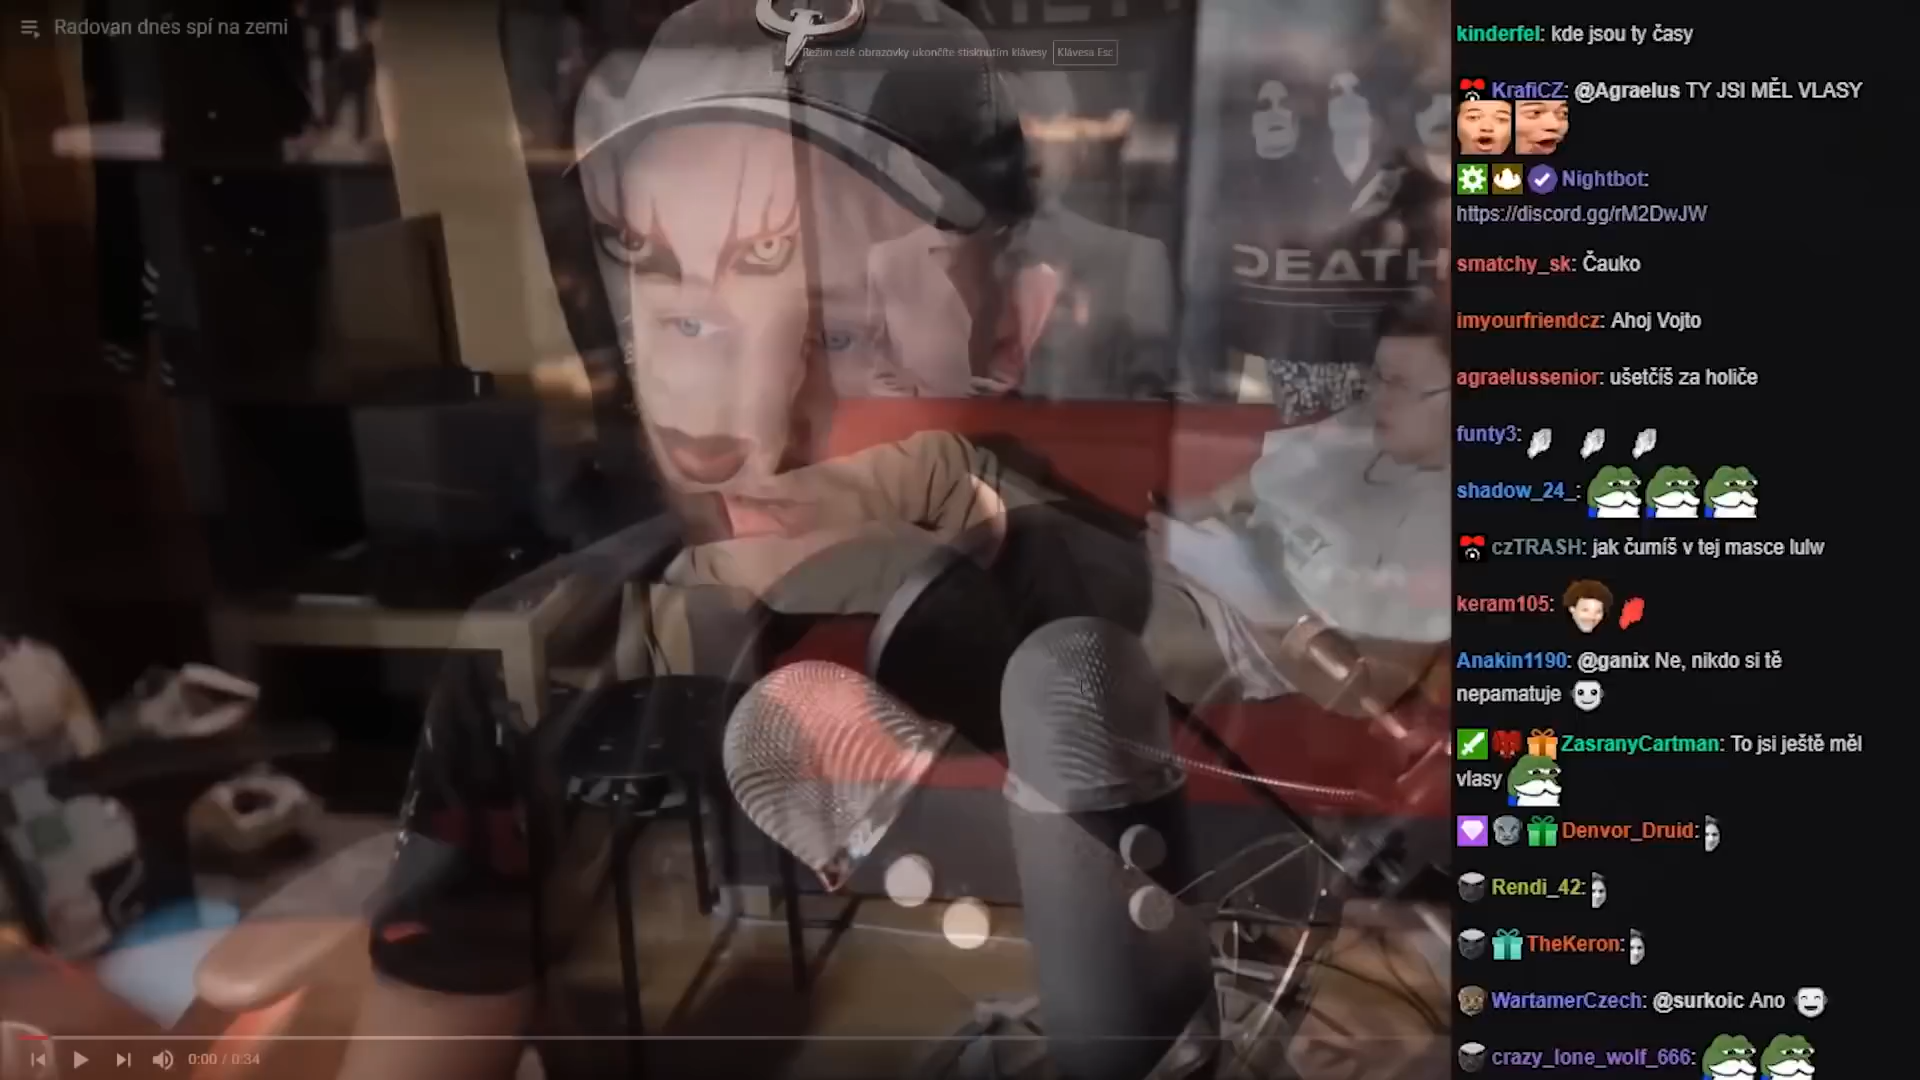 Radovan dnes spí na zemi
Režim celé obrazovky ukončíte stisknutím klávesy Klávesa Esc
DEATH
0:00 / 0:34
kinderfel: kde jsou ty časy
KrafiCZ: @Agraelus TY JSI MĚL VLASY
Nightbot:
https://discord.gg/rM2DwJW
smatchy_sk: Čauko
imyourfriendcz: Ahoj Vojto
agraelussenior: ušetčíš za holiče
funty3:
shadow_24_:
czTRASH: jak čumíš v tej masce lulw
keram105:
Anakin1190: @ganix Ne, nikdo si tě
nepamatuje
ZasranyCartman: To jsi ještě měl
vlasy
Denvor_Druid:
Rendi_42:
TheKeron:
WartamerCzech: @surkoic Ano
crazy_lone_wolf_666: